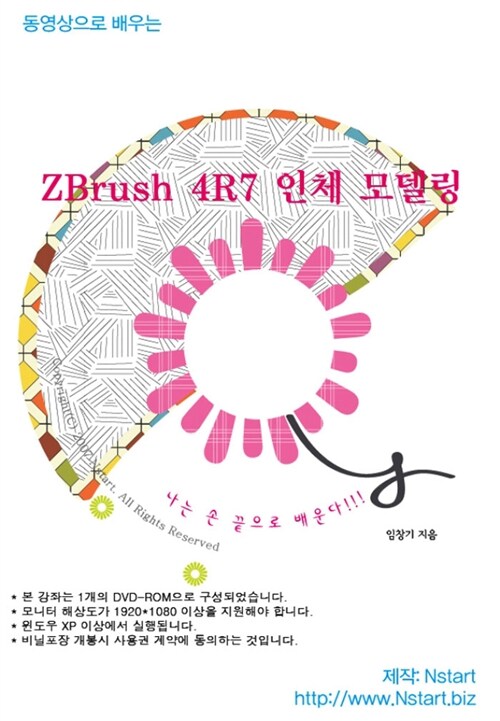 동영상으로 배우는
ZBrush 4R7 인체 모델링
Copyright(C) 2007 Nstart. All Rights Reserved
나는 손 끝으로 배운다!!!
임창기 지음
* 본 강좌는 1개의 DVD-ROM으로 구성되었습니다.
* 모니터 해상도가 1920*1080 이상을 지원해야 합니다.
* 윈도우 XP 이상에서 실행됩니다.
* 비닐포장 개봉시 사용권 계약에 동의하는 것입니다.
제작: Nstart
http://www.Nstart.biz